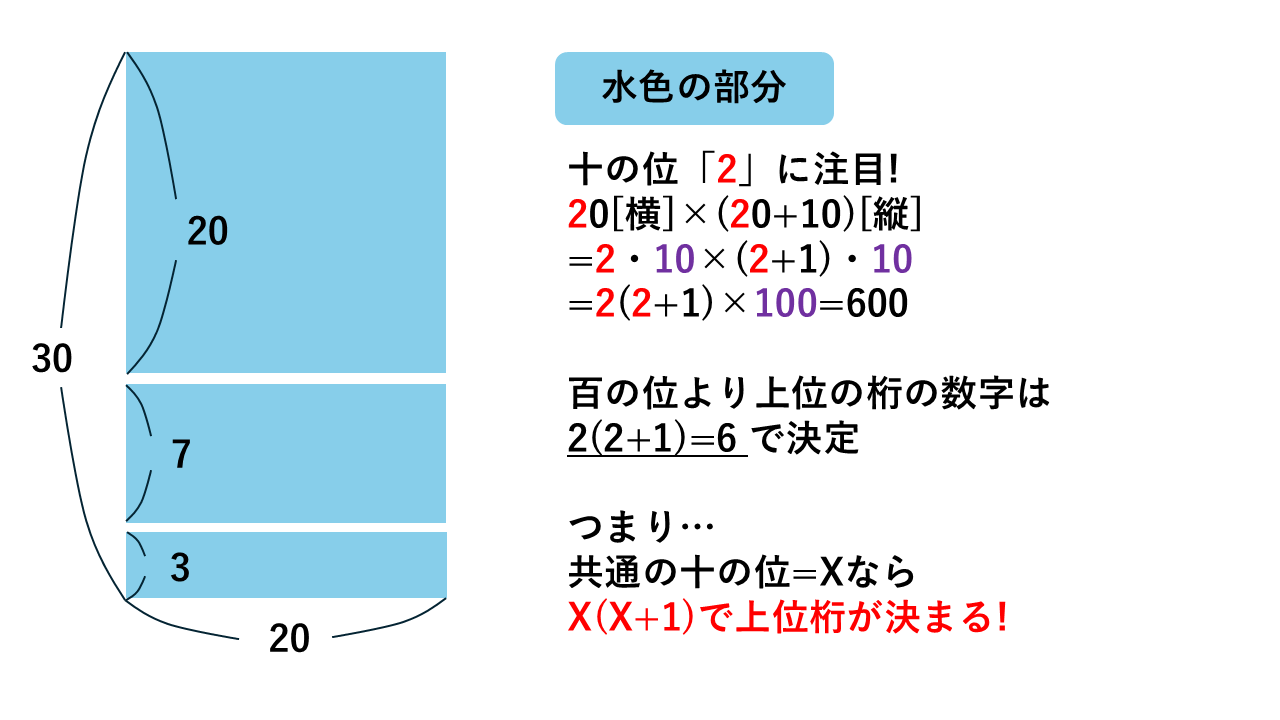 水色の部分
十の位「2」に注目!
20[横]×(20+10)[縦]
=2・10×(2+1)・10
=2(2+1)×100=600
百の位より上位の桁の数字は
2(2+1)=6 で決定
つまり…
共通の十の位=Xなら
X(X+1)で上位桁が決まる!
20
30
7
3
20